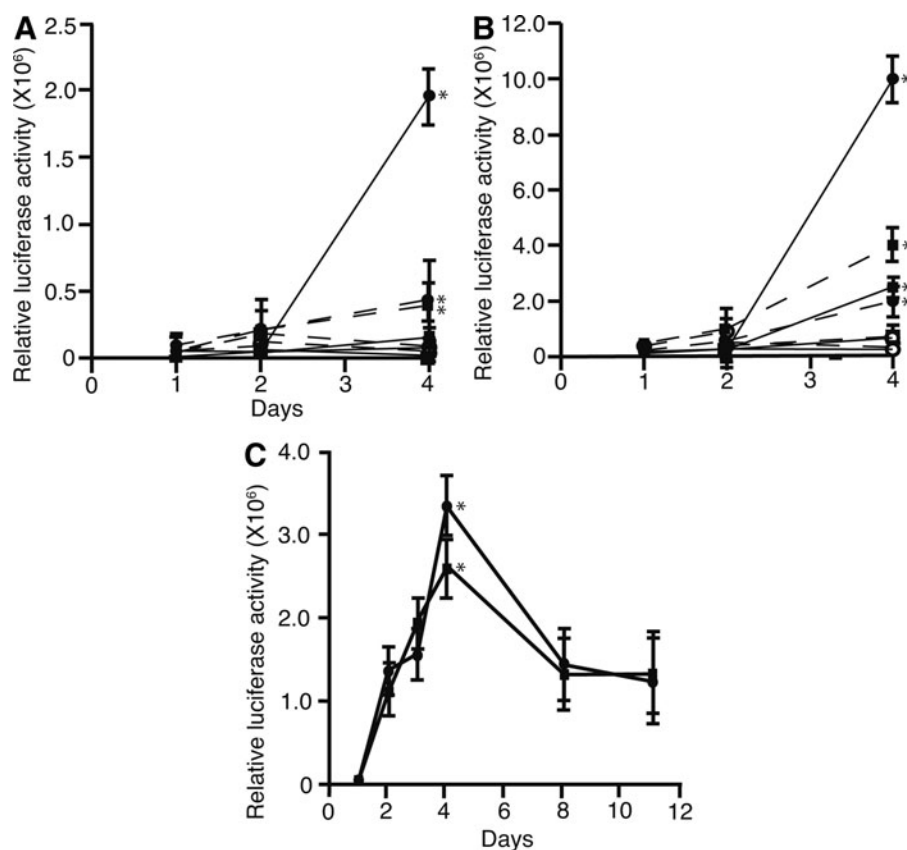 A
Relative luciferase activity (X10⁶)
2.5
2.0
1.5
1.0
0.5
0
*
*
*
0 1 2 3 4
Days
B
Relative luciferase activity (X10⁶)
12.0
10.0
8.0
6.0
4.0
2.0
0
*
*
*
*
0 1 2 3 4
C
Relative luciferase activity (X10⁶)
4.0
3.0
2.0
1.0
0
*
*
0 2 4 6 8 10 12
Days